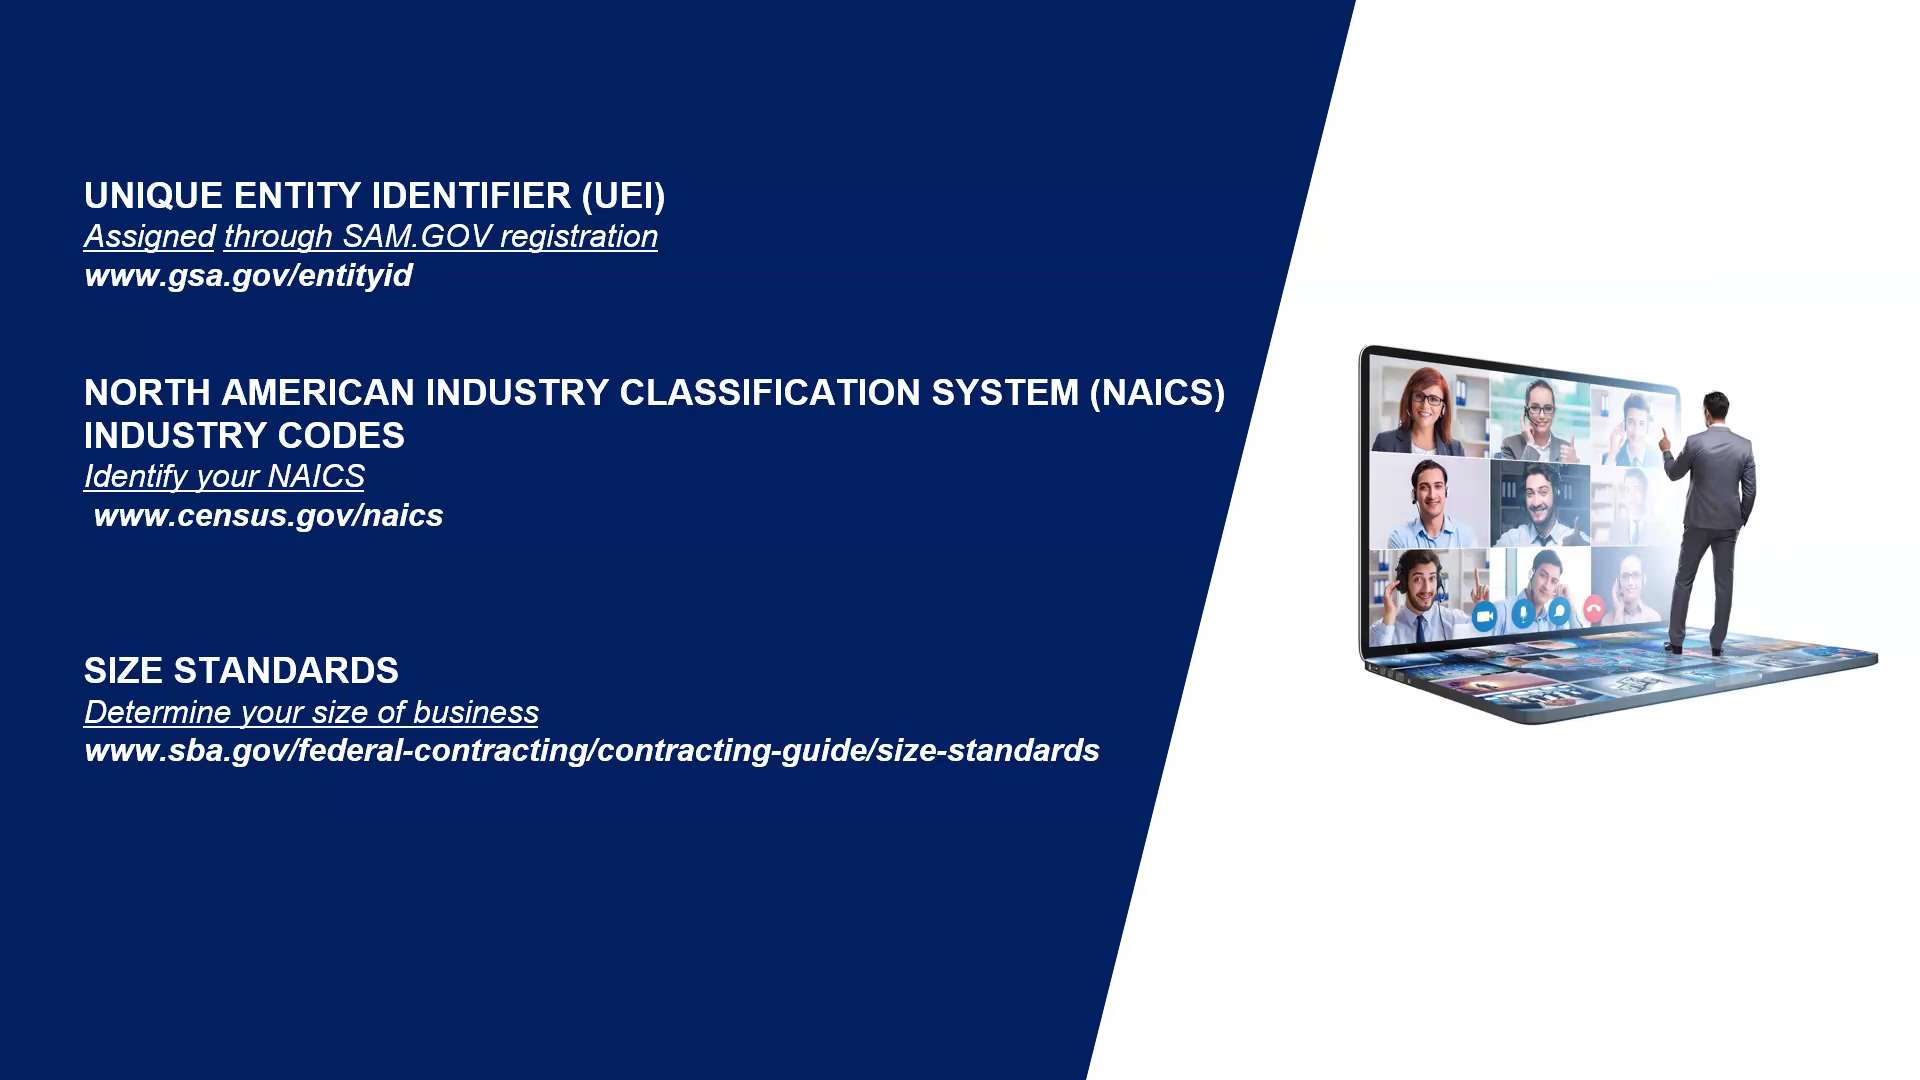 UNIQUE ENTITY IDENTIFIER (UEI)
Assigned through SAM.GOV registration
www.gsa.gov/entityid
NORTH AMERICAN INDUSTRY CLASSIFICATION SYSTEM (NAICS)
INDUSTRY CODES
Identify your NAICS
www.census.gov/naics
SIZE STANDARDS
Determine your size of business
www.sba.gov/federal-contracting/contracting-guide/size-standards